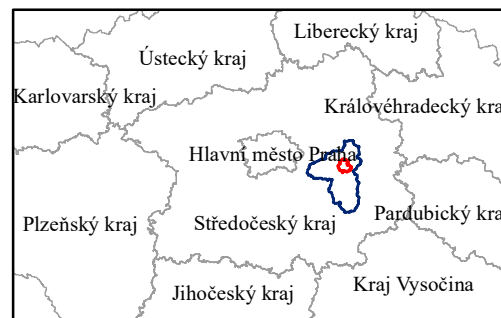 Liberecký kraj
Ústecký kraj
Karlovarský kraj
Královéhradecký kra
Hlavní město Praha
Plzeňský kraj
Středočeský kraj
Pardubický kra
Kraj Vysočina
Jihočeský kraj